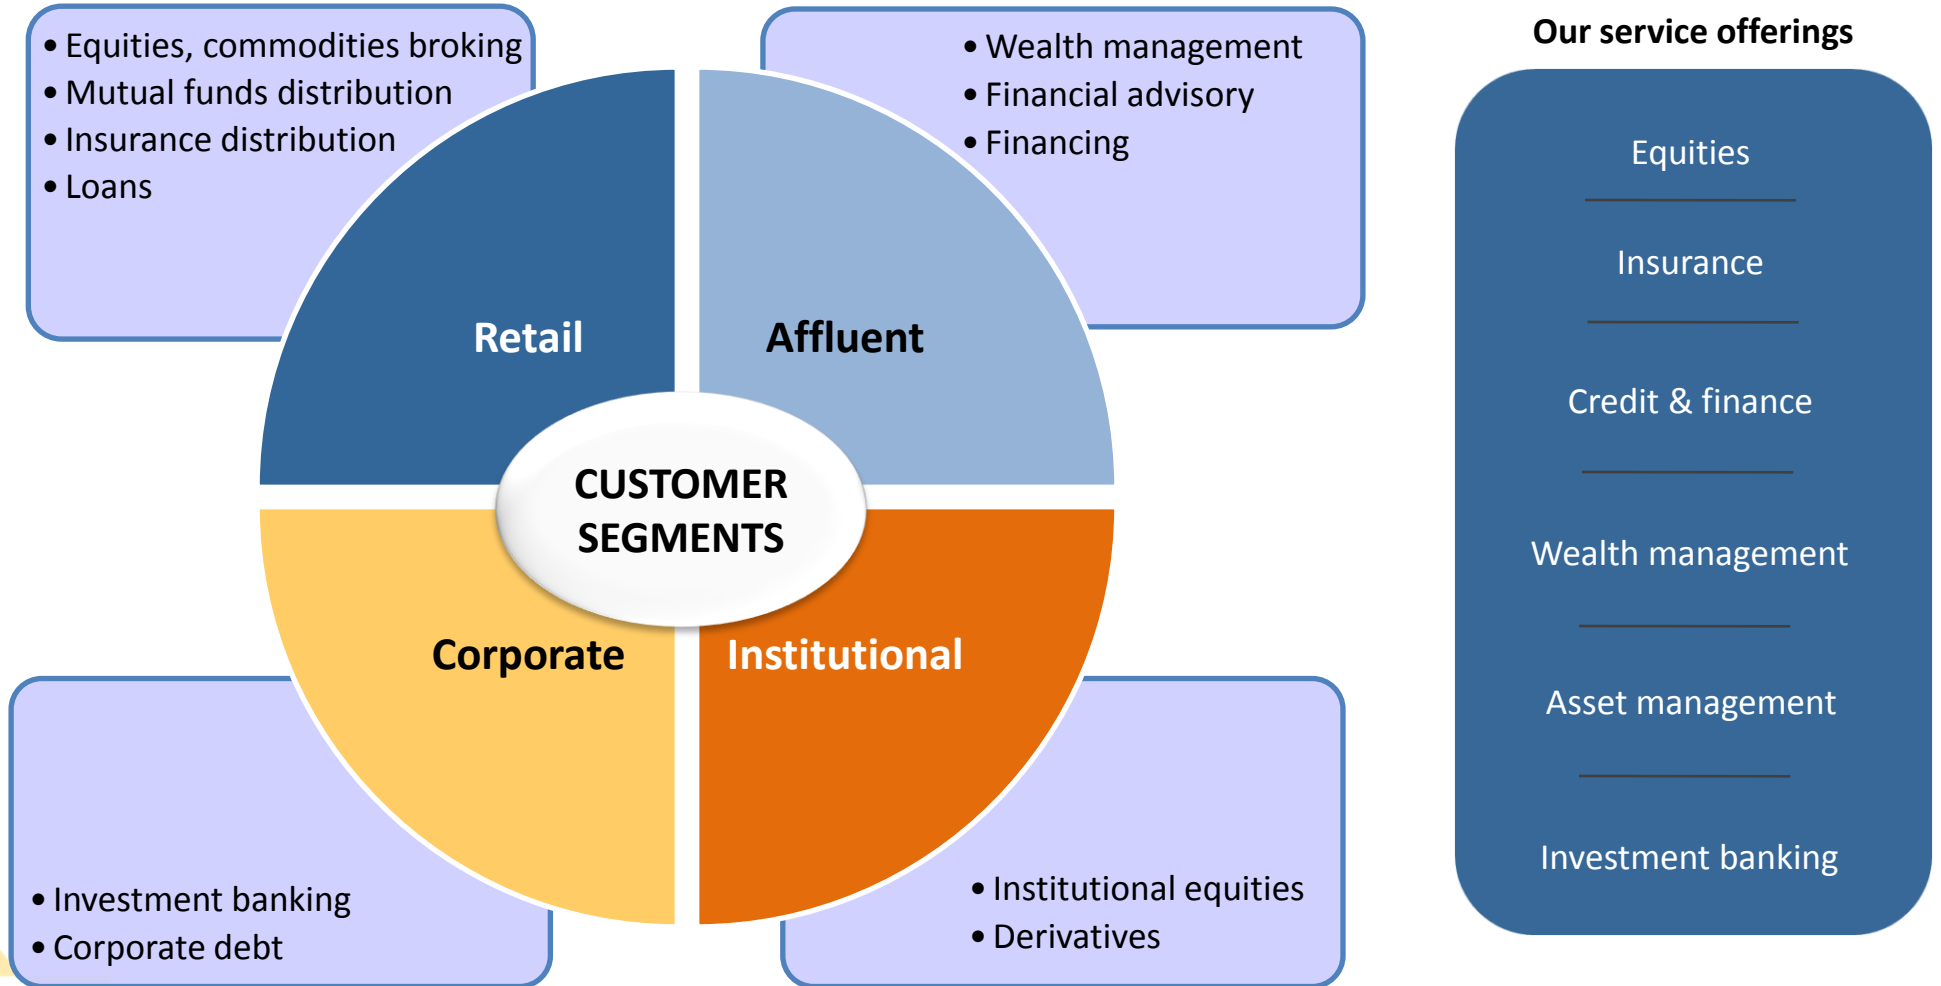 • Equities, commodities broking
• Mutual funds distribution
• Insurance distribution
• Loans
• Wealth management
• Financial advisory
• Financing
Retail
Affluent
CUSTOMER
SEGMENTS
Corporate
Institutional
• Investment banking
• Corporate debt
• Institutional equities
• Derivatives
Our service offerings
Equities
Insurance
Credit & finance
Wealth management
Asset management
Investment banking